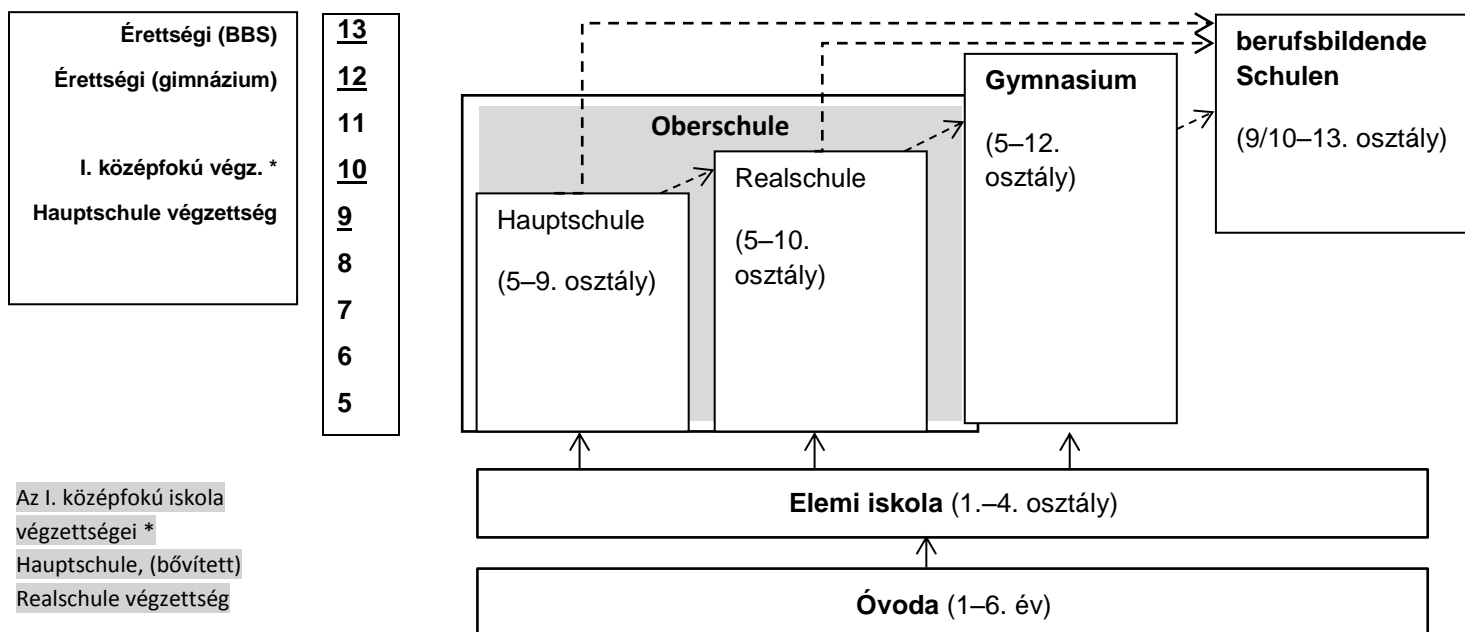 Érettségi (BBS)
Érettségi (gimnázium)
I. középfokú végz. *
Hauptschule végzettség
13
12
11
10
9
8
7
6
5
Oberschule
Hauptschule
(5–9. osztály)
Realschule
(5–10.
osztály)
Gymnasium
(5–12.
osztály)
berufsbildende
Schulen
(9/10–13. osztály)
Az I. középfokú iskola
végzettségei *
Hauptschule, (bővített)
Realschule végzettség
Elemi iskola (1.–4. osztály)
Óvoda (1–6. év)